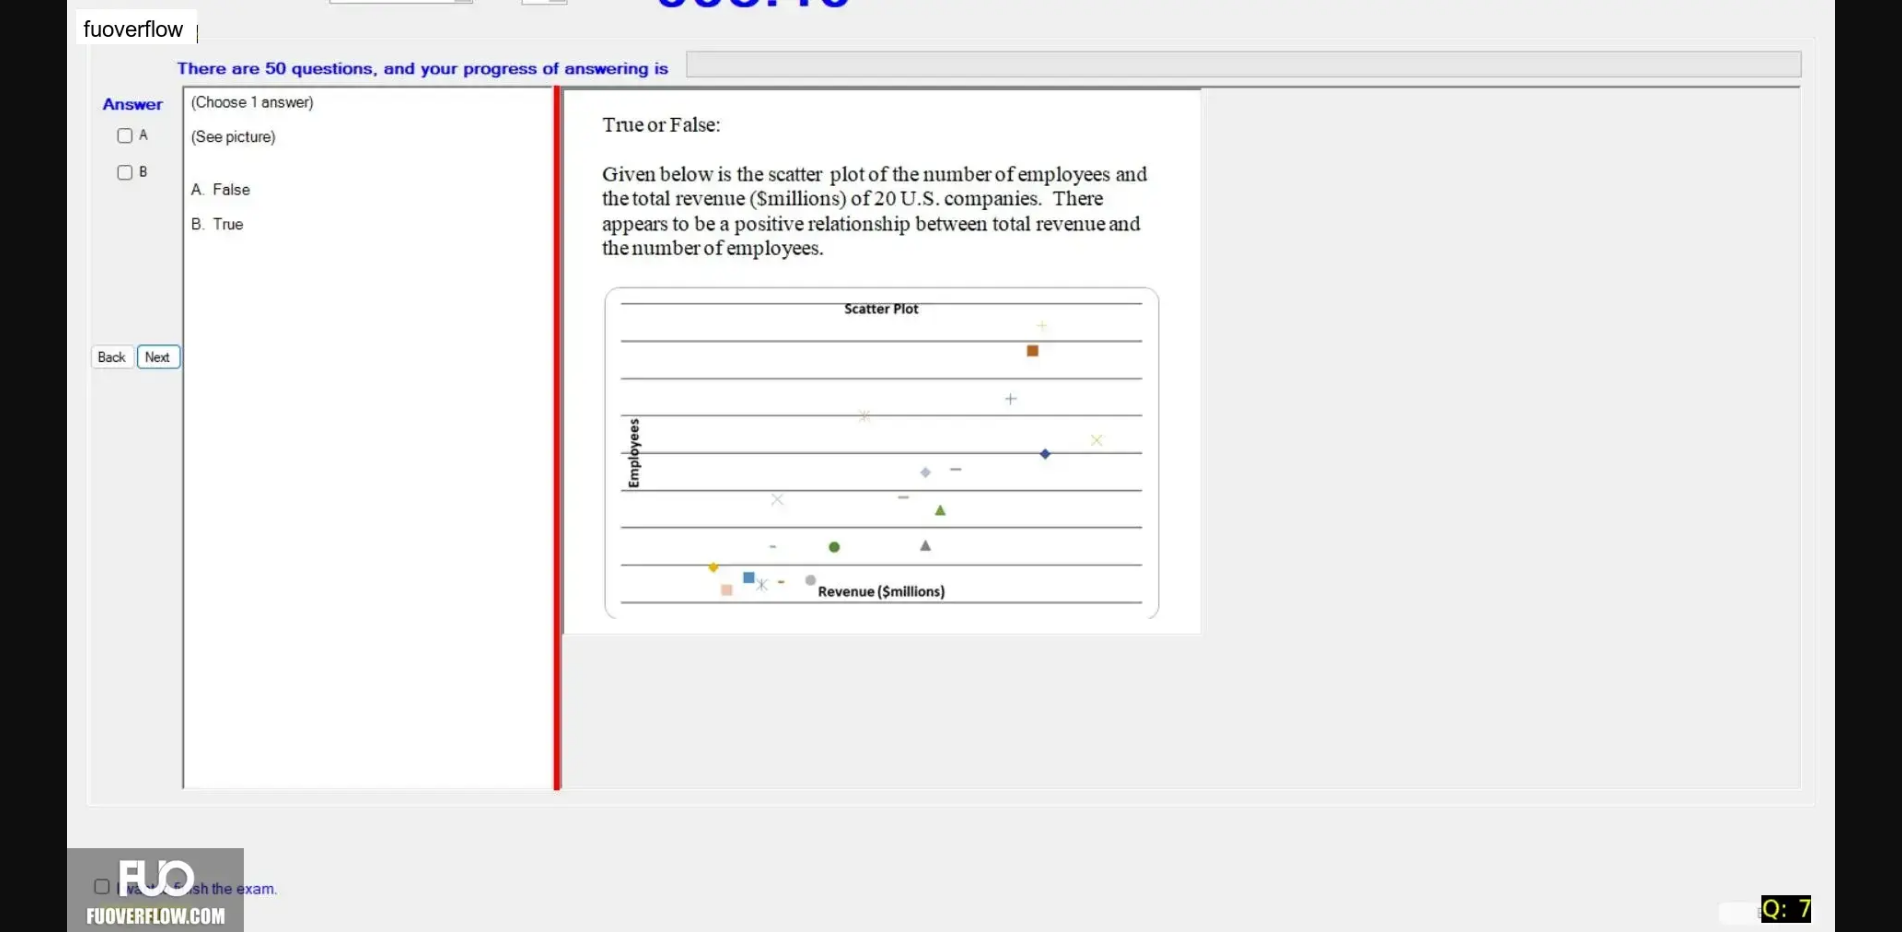 fuoverflow
There are 50 questions, and your progress of answering is
Answer
A
B
Back
Next
(Choose 1 answer)
(See picture)
A. False
B. True
True or False:
Given below is the scatter plot of the number of employees and
the total revenue ($millions) of 20 U.S. companies. There
appears to be a positive relationship between total revenue and
the number of employees.
Scatter Plot
Employees
Revenue ($millions)
FUO
FUOVERFLOW.COM
the exam.
Q: 7